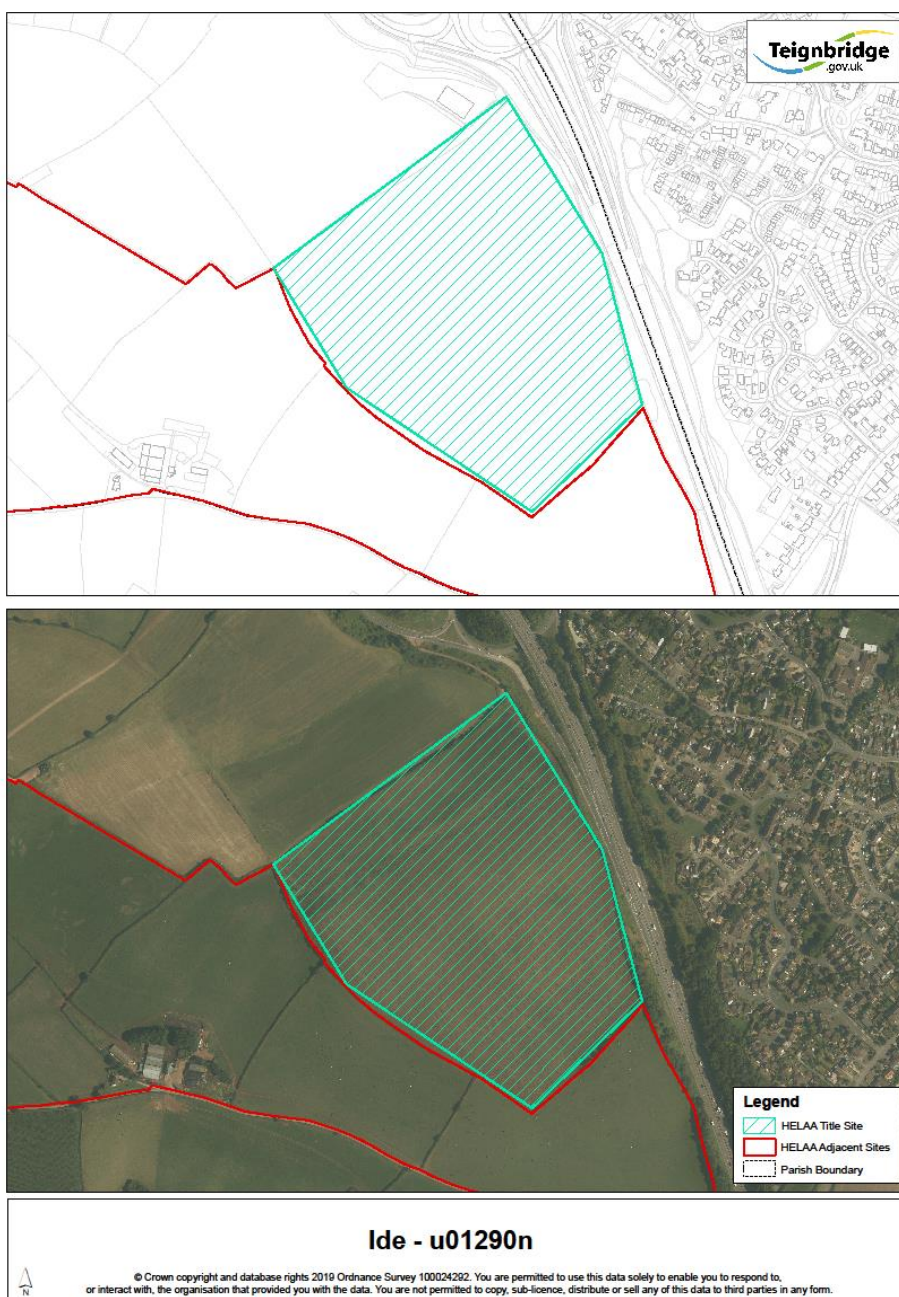 Teignbridge
.gov.uk
Legend
HELAA Title Site
HELAA Adjacent Sites
Parish Boundary
Ide - u01290n
N
© Crown copyright and database rights 2019 Ordnance Survey 100024292. You are permitted to use this data solely to enable you to respond to,
or interact with, the organisation that provided you with the data. You are not permitted to copy, sub-licence, distribute or sell any of this data to third parties in any form.